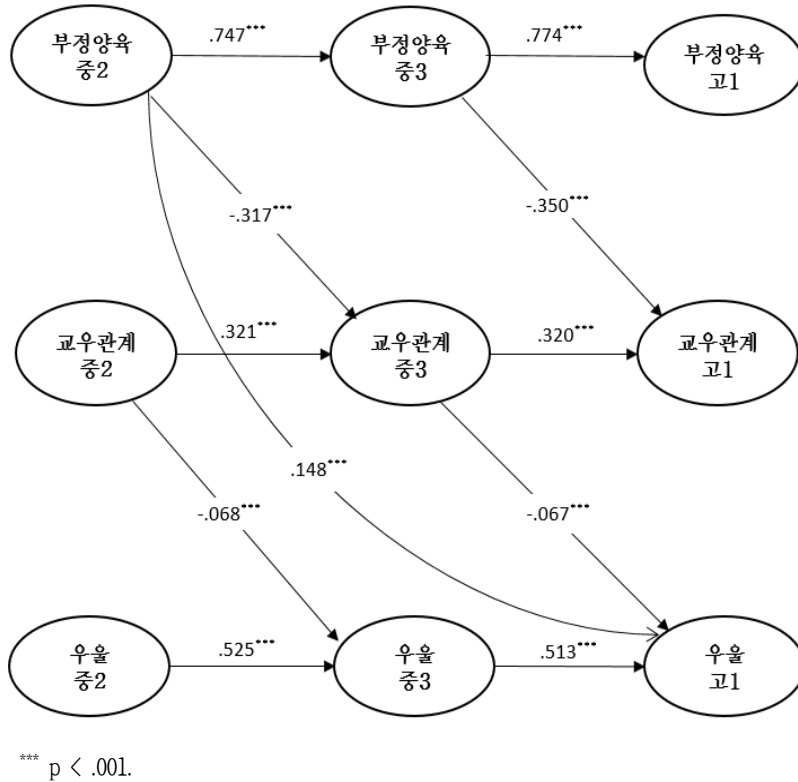 부정양육
중2
.747***
부정양육
중3
.774***
부정양육
고1
-.317***
-.350***
교우관계
중2
.321***
교우관계
중3
.320***
교우관계
고1
.148***
-.068***
-.067***
우울
중2
.525***
우울
중3
.513***
우울
고1
*** p < .001.